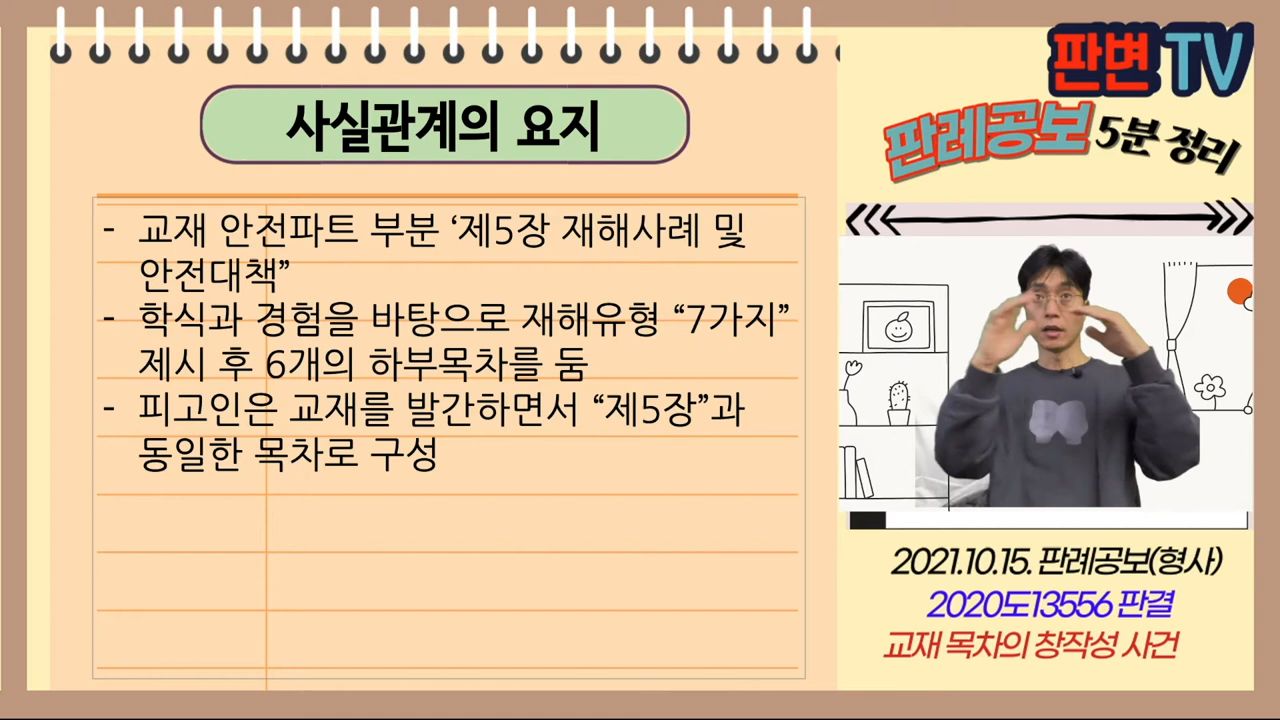 사실관계의 요지
- 교재 안전파트 부분 ‘제5장 재해사례 및
안전대책”
- 학식과 경험을 바탕으로 재해유형 “7가지”
제시 후 6개의 하부목차를 둠
- 피고인은 교재를 발간하면서 “제5장”과
동일한 목차로 구성
판변 TV
판례공보 5분 정리
2021.10.15. 판례공보(형사)
2020도13556 판결
교재 목차의 창작성 사건